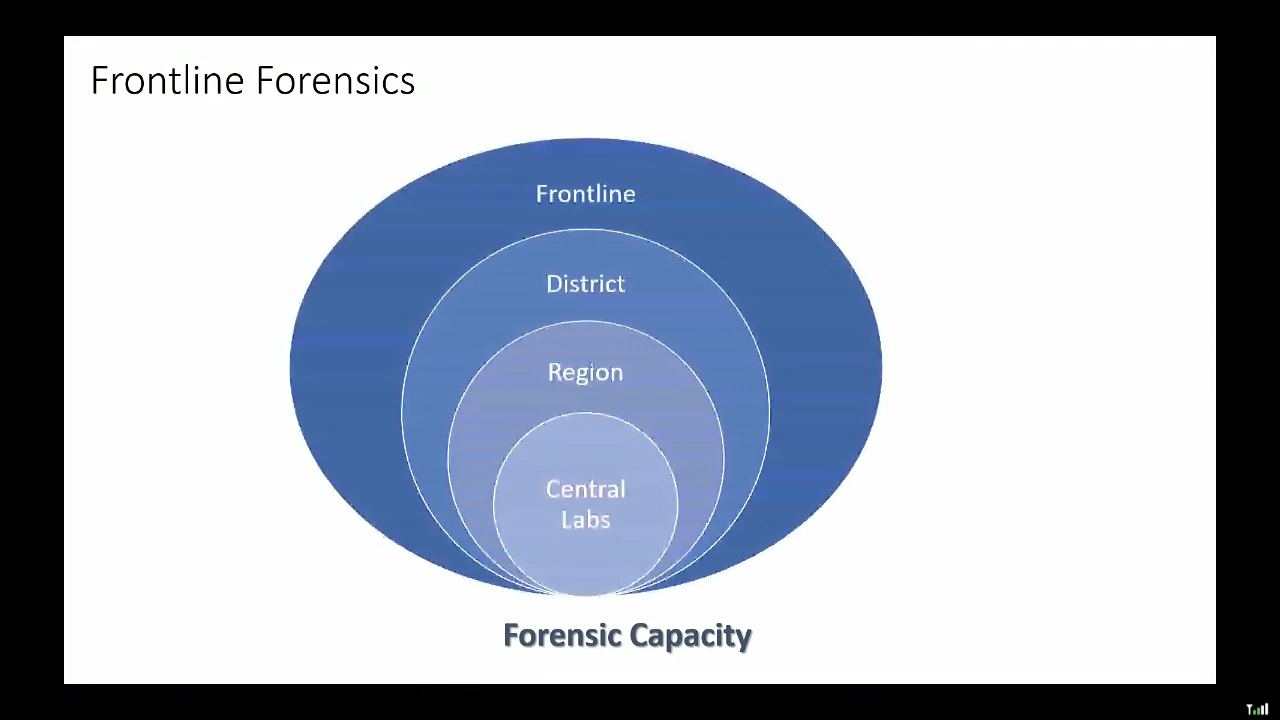 Frontline Forensics
Frontline
District
Region
Central
Labs
Forensic Capacity